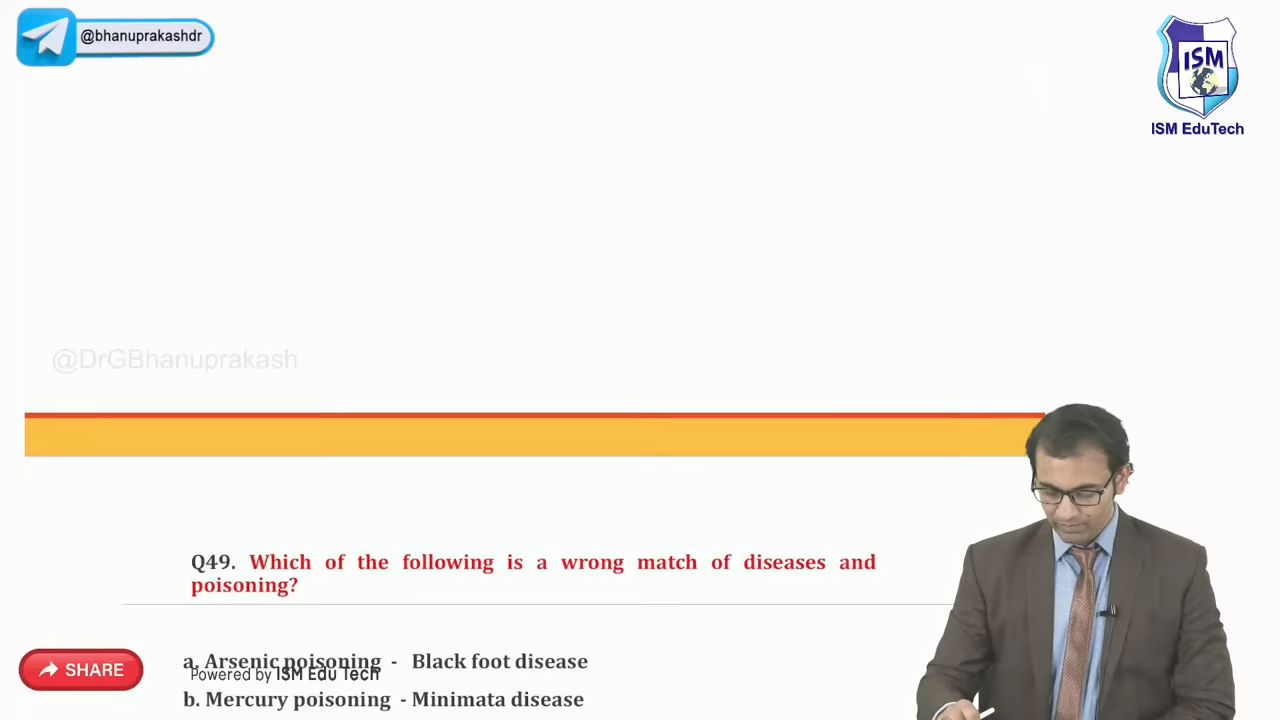 @bhanuprakashdr
ISM
ISM EduTech
@DrGBhanuprakash
Q49. Which of the following is a wrong match of diseases and
poisoning?
a. Arsenic poisoning - Black foot disease
SHARE
Powered by ISM Edu Tech
b. Mercury poisoning - Minimata disease